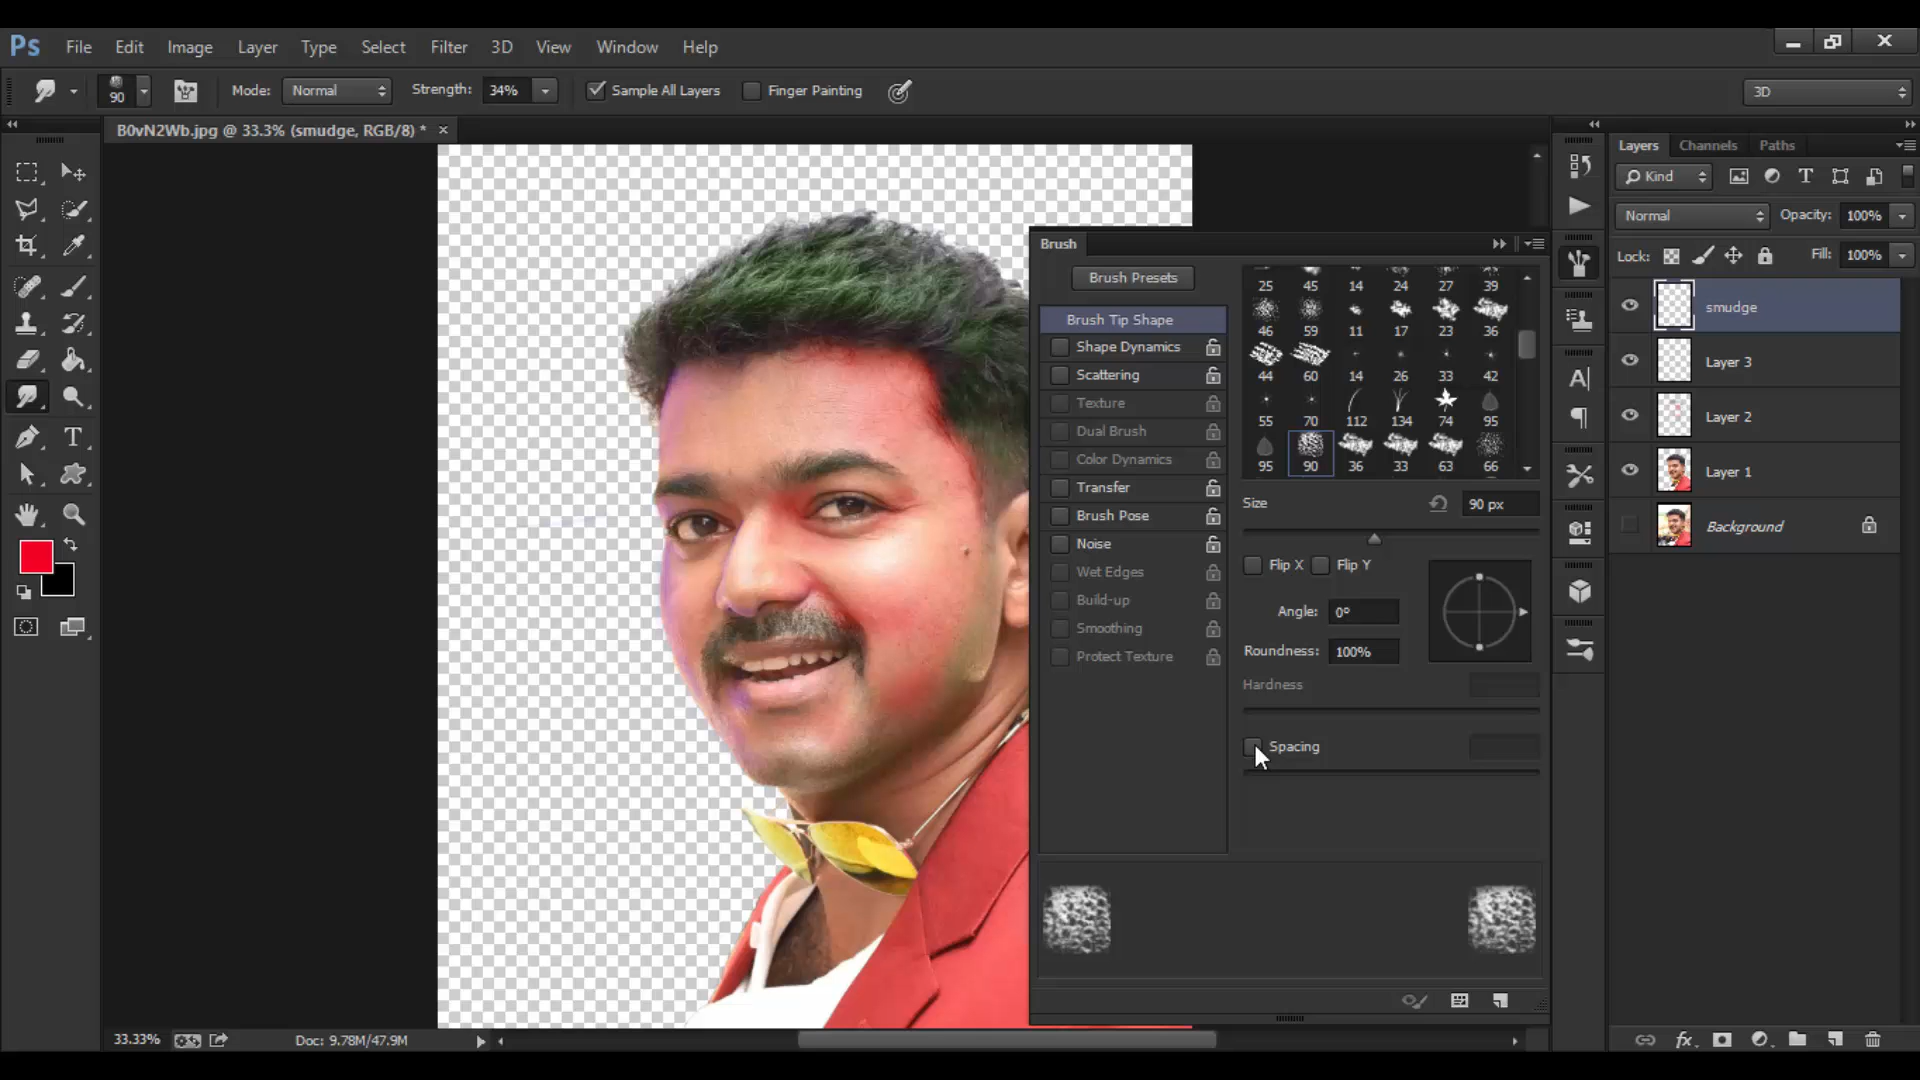 Ps File Edit Image Layer Type Select Filter 3D View Window Help
90 Mode: Normal Strength: 34% Sample All Layers Finger Painting 3D
B0vN2Wb.jpg @ 33.3% (smudge, RGB/8) * ×
Layers Channels Paths
Kind
Normal Opacity: 100%
Lock: Fill: 100%
smudge
Layer 3
Layer 2
Layer 1
Background
Brush
Brush Presets
Brush Tip Shape
Shape Dynamics
Scattering
Texture
Dual Brush
Color Dynamics
Transfer
Brush Pose
Noise
Wet Edges
Build-up
Smoothing
Protect Texture
25 45 14 24 27 39
46 59 11 17 23 36
44 60 14 26 33 42
55 70 112 134 74 95
95 90 36 33 63 66
Size 90 px
Flip X Flip Y
Angle: 0º
Roundness: 100%
Hardness
Spacing
33.33% Doc: 9.78M/47.9M